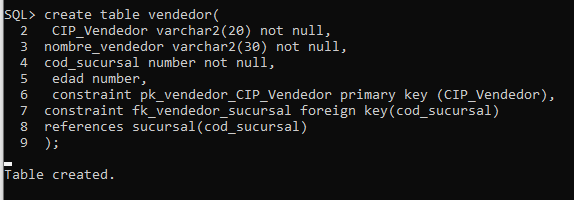 SQL> create table vendedor(
  2   CIP_Vendedor varchar2(20) not null,
  3  nombre_vendedor varchar2(30) not null,
  4  cod_sucursal number not null,
  5   edad number,
  6   constraint pk_vendedor_CIP_Vendedor primary key (CIP_Vendedor),
  7  constraint fk_vendedor_sucursal foreign key(cod_sucursal)
  8  references sucursal(cod_sucursal)
  9  );
Table created.